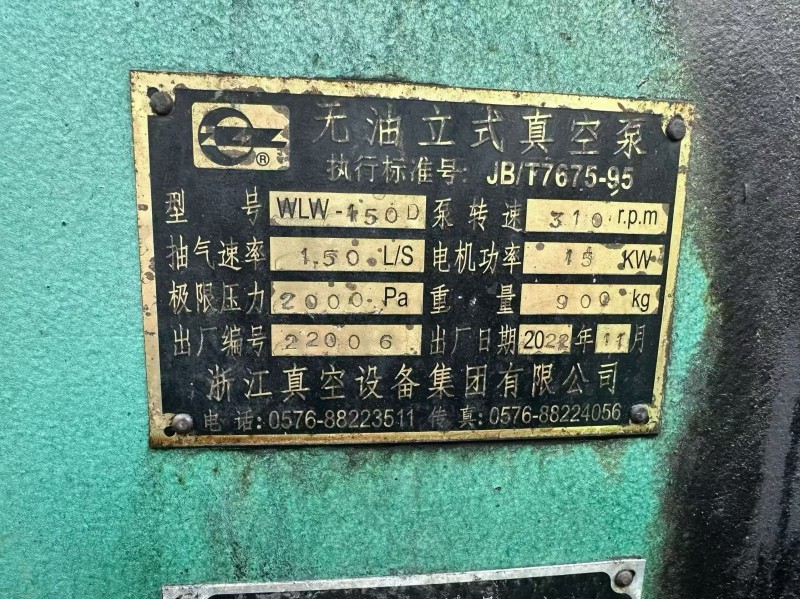 无油立式真空泵
执行标准号: JB/T7675-95
型 号 WLW-150D 泵转速 310 r.p.m
抽气速率 150 L/S 电机功率 15 KW
极限压力 2000 Pa 重 量 900 kg
出厂编号 22006 出厂日期 2022年11月
浙江真空设备集团有限公司
电 话: 0576-88223511 传 真: 0576-88224056